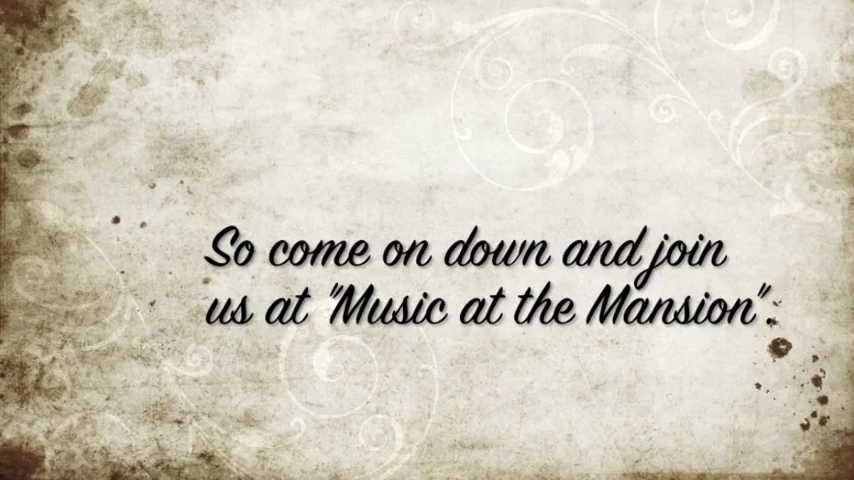 So come on down and join
us at "Music at the Mansion".